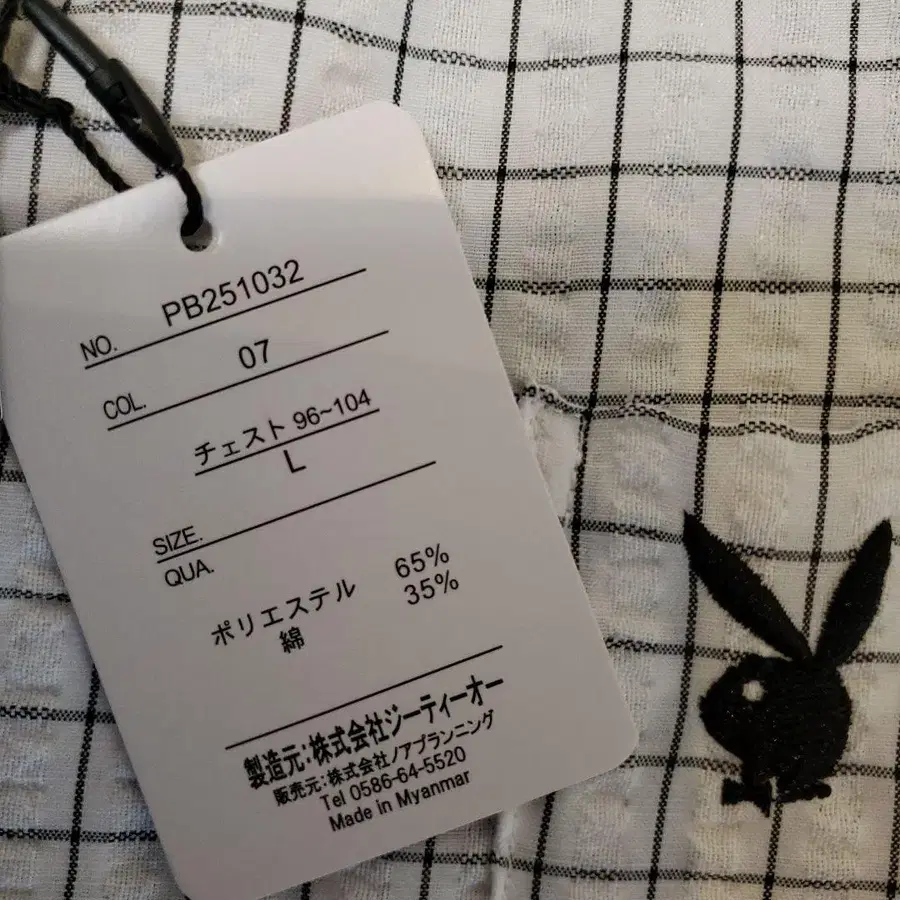 NO. PB251032
COL. 07
チェスト 96~104
L
SIZE.
QUA.
ポリエステル 65%
綿 35%
製造元:株式会社ジーティーオー
販売元:株式会社ノアプランニング
Tel 0586-64-5520
Made in Myanmar